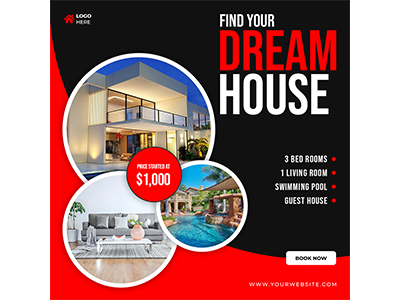 LOGO
HERE
FIND YOUR
DREAM
HOUSE
PRICE STARTED AT
$1,000
3 BED ROOMS
1 LIVING ROOM
SWIMMING POOL
GUEST HOUSE
BOOK NOW
WWW.YOURWEBSITE.COM